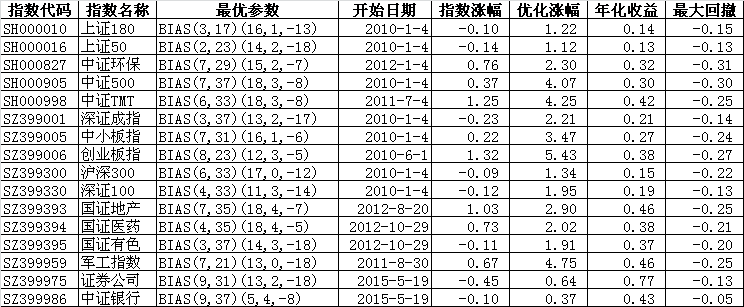 指数代码 指数名称 最优参数 开始日期 指数涨幅 优化涨幅 年化收益 最大回撤
SH000010 上证180 BIAS(3,17)(16,1,-13) 2010-1-4 -0.10 1.22 0.14 -0.15
SH000016 上证50 BIAS(2,23)(14,2,-18) 2010-1-4 -0.14 1.12 0.13 -0.13
SH000827 中证环保 BIAS(7,29)(15,2,-7) 2012-1-4 0.76 2.30 0.32 -0.31
SH000905 中证500 BIAS(7,37)(18,3,-8) 2010-1-4 0.37 4.07 0.30 -0.30
SH000998 中证TMT BIAS(6,33)(18,3,-8) 2011-7-4 1.25 4.25 0.42 -0.25
SZ399001 深证成指 BIAS(3,37)(13,2,-17) 2010-1-4 -0.23 2.21 0.21 -0.14
SZ399005 中小板指 BIAS(7,31)(16,1,-6) 2010-1-4 0.22 3.47 0.27 -0.24
SZ399006 创业板指 BIAS(8,23)(12,3,-5) 2010-6-1 1.32 5.43 0.38 -0.27
SZ399300 沪深300 BIAS(6,33)(17,0,-12) 2010-1-4 -0.09 1.34 0.15 -0.22
SZ399330 深证100 BIAS(4,33)(11,3,-14) 2010-1-4 -0.12 1.95 0.19 -0.13
SZ399393 国证地产 BIAS(7,35)(18,4,-7) 2012-8-20 1.03 2.90 0.46 -0.25
SZ399394 国证医药 BIAS(4,35)(18,4,-5) 2012-10-29 0.73 2.02 0.38 -0.21
SZ399395 国证有色 BIAS(3,37)(14,3,-18) 2012-10-29 -0.11 1.91 0.37 -0.20
SZ399959 军工指数 BIAS(7,21)(13,0,-18) 2011-8-30 0.67 4.75 0.46 -0.25
SZ399975 证券公司 BIAS(9,31)(13,2,-18) 2015-5-19 -0.45 0.64 0.77 -0.13
SZ399986 中证银行 BIAS(9,37)(5,4,-8) 2015-5-19 -0.10 0.37 0.43 -0.05